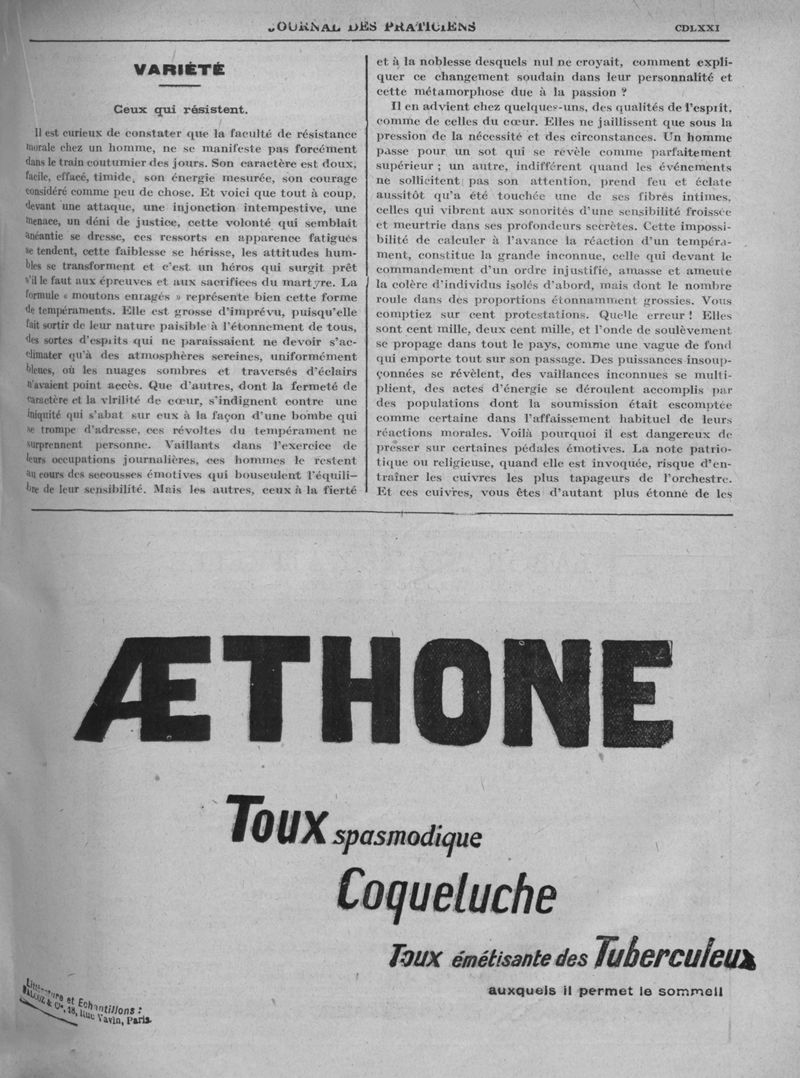 JOURNAL DES PRATICIENS
CDLXXI
VARIÉTÉ
Ceux qui résistent.
Il est curieux de constater que la faculté de résistance
morale chez un homme, ne se manifeste pas forcément
dans le train coutumier des jours. Son caractère est doux,
facile, effacé, timide, son énergie mesurée, son courage
considéré comme peu de chose. Et voici que tout à coup,
devant une attaque, une injonction intempestive, une
menace, un déni de justice, cette volonté qui semblait
anéantie se dresse, ces ressorts en apparence fatigués
se tendent, cette faiblesse se hérisse, les attitudes hum-
bles se transforment et c'est un héros qui surgit prêt
s'il le faut aux épreuves et aux sacrifices du martyre. La
formule « moutons enragés » représente bien cette forme
de tempéraments. Elle est grosse d'imprévu, puisqu'elle
fait sortir de leur nature paisible à l'étonnement de tous,
des sortes d'espiits qui ne paraissaient ne devoir s'ac-
climater qu'à des atmosphères sereines, uniformément
bleues, où les nuages sombres et traversés d'éclairs
n'avaient point accès. Que d'autres, dont la fermeté de
caractère et la virilité de cœur, s'indignent contre une
iniquité qui s'abat sur eux à la façon d'une bombe qui
se trompe d'adresse, ces révoltes du tempérament ne
surprennent personne. Vaillants dans l'exercice de
leurs occupations journalières, ces hommes le restent
au cours des secousses émotives qui bousculent l'équili-
bre de leur sensibilité. Mais les autres, ceux à la fierté
et à la noblesse desquels nul ne croyait, comment expli-
quer ce changement soudain dans leur personnalité et
cette métamorphose due à la passion ?
Il en advient chez quelques-uns, des qualités de l'esprit,
comme de celles du cœur. Elles ne jaillissent que sous la
pression de la nécessité et des circonstances. Un homme
passe pour un sot qui se révèle comme parfaitement
supérieur ; un autre, indifférent quand les événements
ne sollicitent pas son attention, prend feu et éclate
aussitôt qu'a été touchée une de ses fibres intimes,
celles qui vibrent aux sonorités d'une sensibilité froissée
et meurtrie dans ses profondeurs secrètes. Cette impossi-
bilité de calculer à l'avance la réaction d'un tempéra-
ment, constitue la grande inconnue, celle qui devant le
commandement d'un ordre injustifié, amasse et ameute
la colère d'individus isolés d'abord, mais dont le nombre
roule dans des proportions étonnamment grossies. Vous
comptiez sur cent protestations. Quelle erreur ! Elles
sont cent mille, deux cent mille, et l'onde de soulèvement
se propage dans tout le pays, comme une vague de fond
qui emporte tout sur son passage. Des puissances insoup-
çonnées se révèlent, des vaillances inconnues se multi-
plient, des actes d'énergie se déroulent accomplis par
des populations dont la soumission était escomptée
comme certaine dans l'affaissement habituel de leurs
réactions morales. Voilà pourquoi il est dangereux de
presser sur certaines pédales émotives. La note patrio-
tique ou religieuse, quand elle est invoquée, risque d'en-
traîner les cuivres les plus tapageurs de l'orchestre.
Et ces cuivres, vous êtes d'autant plus étonné de les
ÆTHONE
Toux spasmodique
Coqueluche
Toux émétisante des Tuberculeux
auxquels il permet le sommeil
et Echantillons :
& Cie, 18, Rue Vavin, Paris.